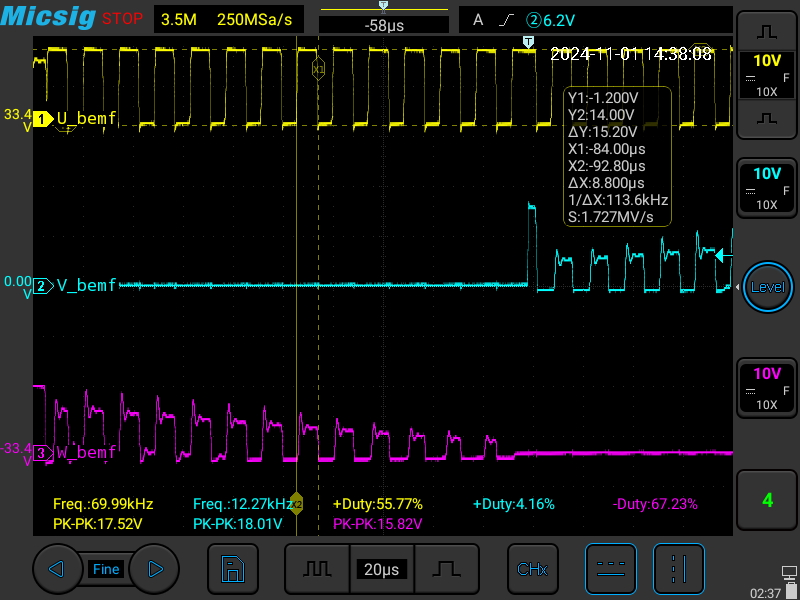 Micsig STOP 3.5M 250MSa/s -58µs A ②6.2V
T
2024-11-01 14:38:08
X1
33.4 V 1 U_bemf
Y1:-1.200V
Y2:14.00V
ΔY:15.20V
X1:-84.00µs
X2:-92.80µs
ΔX:8.800µs
1/ΔX:113.6kHz
S:1.727MV/s
0.00 V 2 V_bemf
-33.4 V 3 W_bemf
X2
Freq.:69.99kHz Freq.:12.27kHz +Duty:55.77% +Duty:4.16% -Duty:67.23%
PK-PK:17.52V PK-PK:18.01V PK-PK:15.82V
10V
F
10X
10V
F
10X
Level
10V
F
10X
4
Fine 20µs CHx
02:37